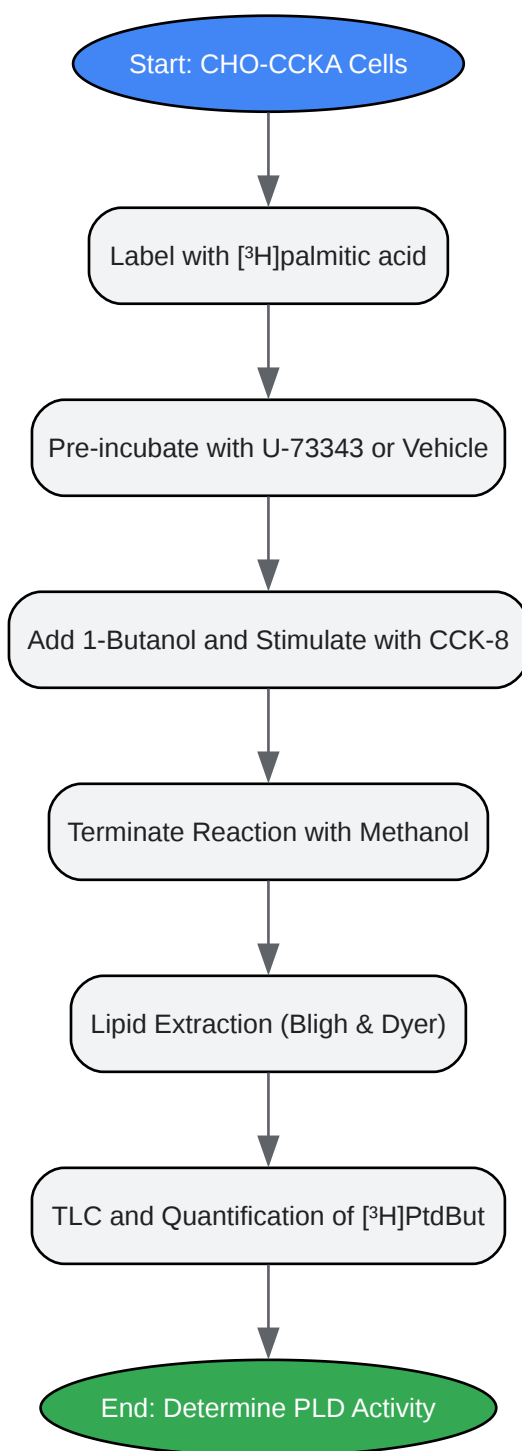 Start: CHO-CCKA Cells
Label with [³H]palmitic acid
Pre-incubate with U-73343 or Vehicle
Add 1-Butanol and Stimulate with CCK-8
Terminate Reaction with Methanol
Lipid Extraction (Bligh & Dyer)
TLC and Quantification of [³H]PtdBut
End: Determine PLD Activity